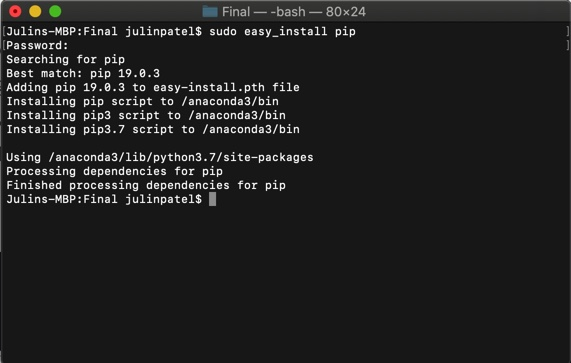 Final — -bash — 80×24
[Julins-MBP:Final julinpatel$ sudo easy_install pip ]
[Password: ]
Searching for pip
Best match: pip 19.0.3
Adding pip 19.0.3 to easy-install.pth file
Installing pip script to /anaconda3/bin
Installing pip3 script to /anaconda3/bin
Installing pip3.7 script to /anaconda3/bin
Using /anaconda3/lib/python3.7/site-packages
Processing dependencies for pip
Finished processing dependencies for pip
Julins-MBP:Final julinpatel$